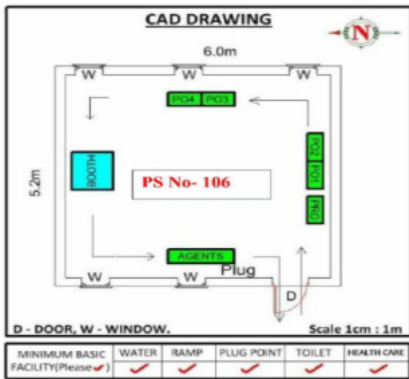 CAD DRAWING
N
6.0m
W W W
PO4 PO3
5.2m
BOOTH
PO2 PO1
PS No- 106
PRO
AGENTS
Plug
W W
D
D - DOOR, W - WINDOW. Scale 1cm : 1m
MINIMUM BASIC FACILITY(Please ✓) WATER RAMP PLUG POINT TOILET HEALTH CARE
✓ ✓ ✓ ✓ ✓